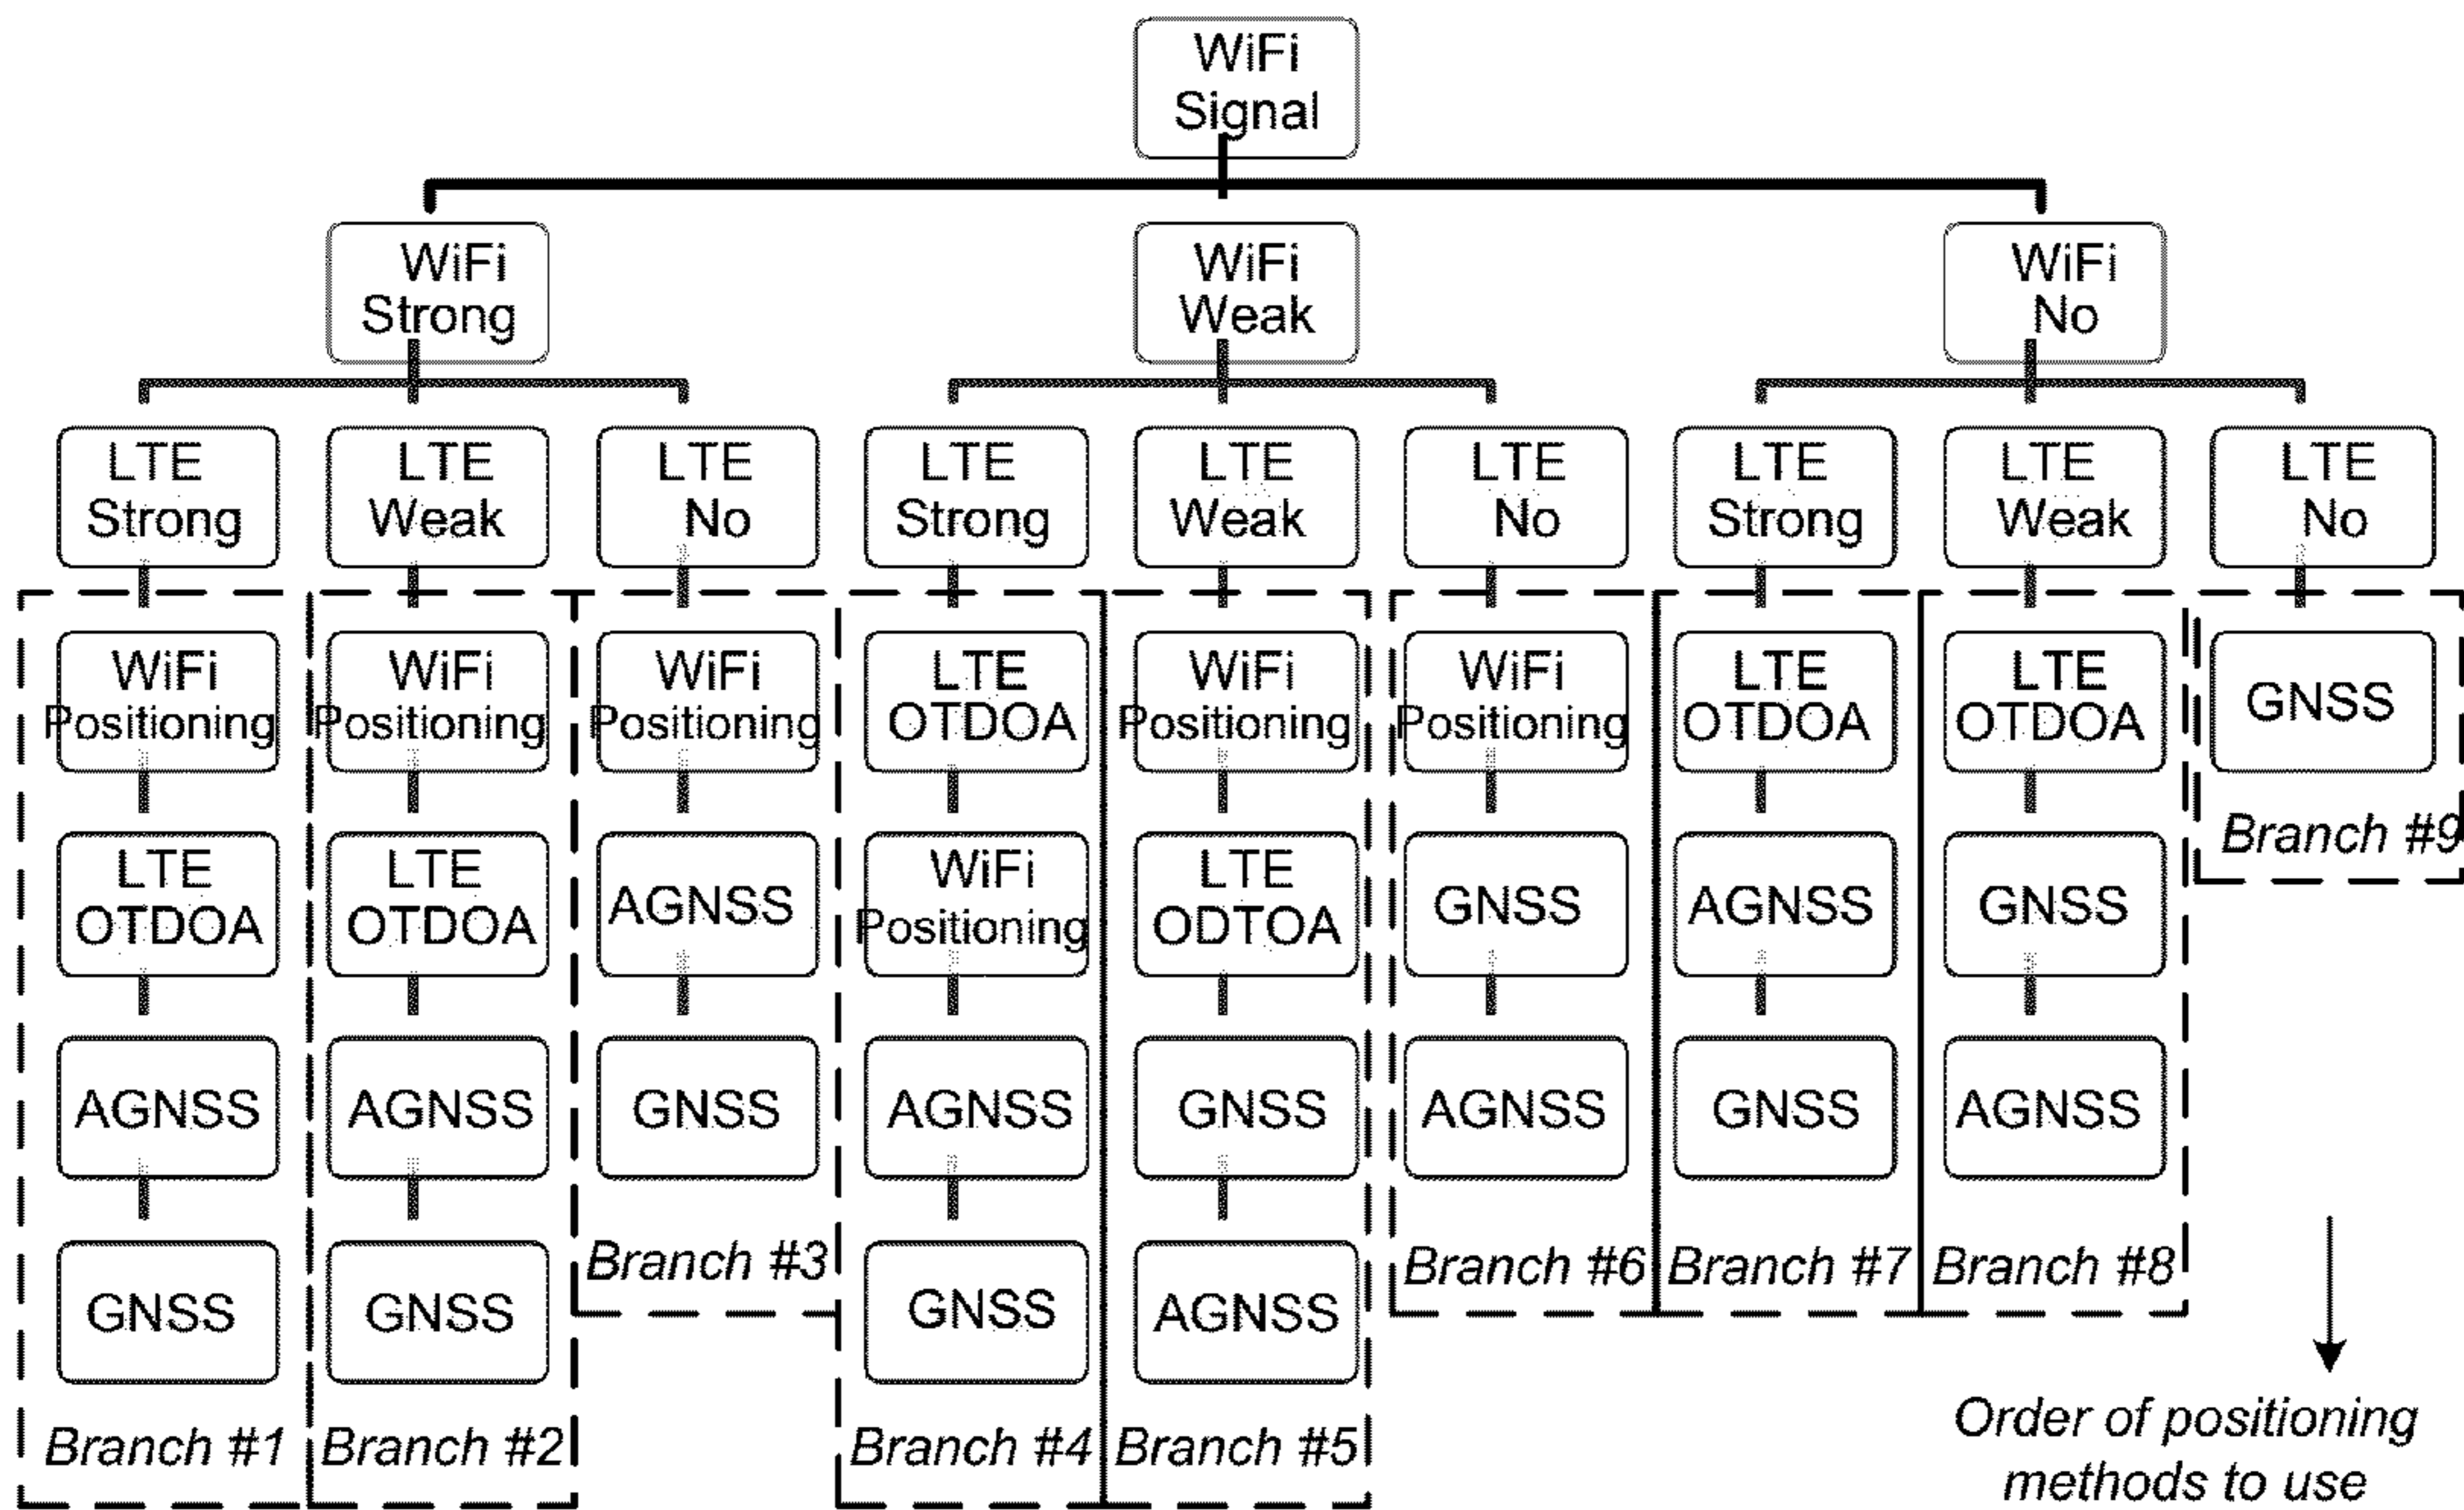 WiFi
Signal
WiFi
Strong
WiFi
Weak
WiFi
No
LTE
Strong
LTE
Weak
LTE
No
LTE
Strong
LTE
Weak
LTE
No
LTE
Strong
LTE
Weak
LTE
No
WiFi
Positioning
LTE
OTDOA
AGNSS
GNSS
Branch #1
WiFi
Positioning
LTE
OTDOA
AGNSS
GNSS
Branch #2
WiFi
Positioning
AGNSS
GNSS
Branch #3
LTE
OTDOA
WiFi
Positioning
AGNSS
GNSS
Branch #4
WiFi
Positioning
LTE
ODTOA
GNSS
AGNSS
Branch #5
WiFi
Positioning
GNSS
AGNSS
Branch #6
LTE
OTDOA
AGNSS
GNSS
Branch #7
LTE
OTDOA
GNSS
AGNSS
Branch #8
GNSS
Branch #9
Order of positioning
methods to use